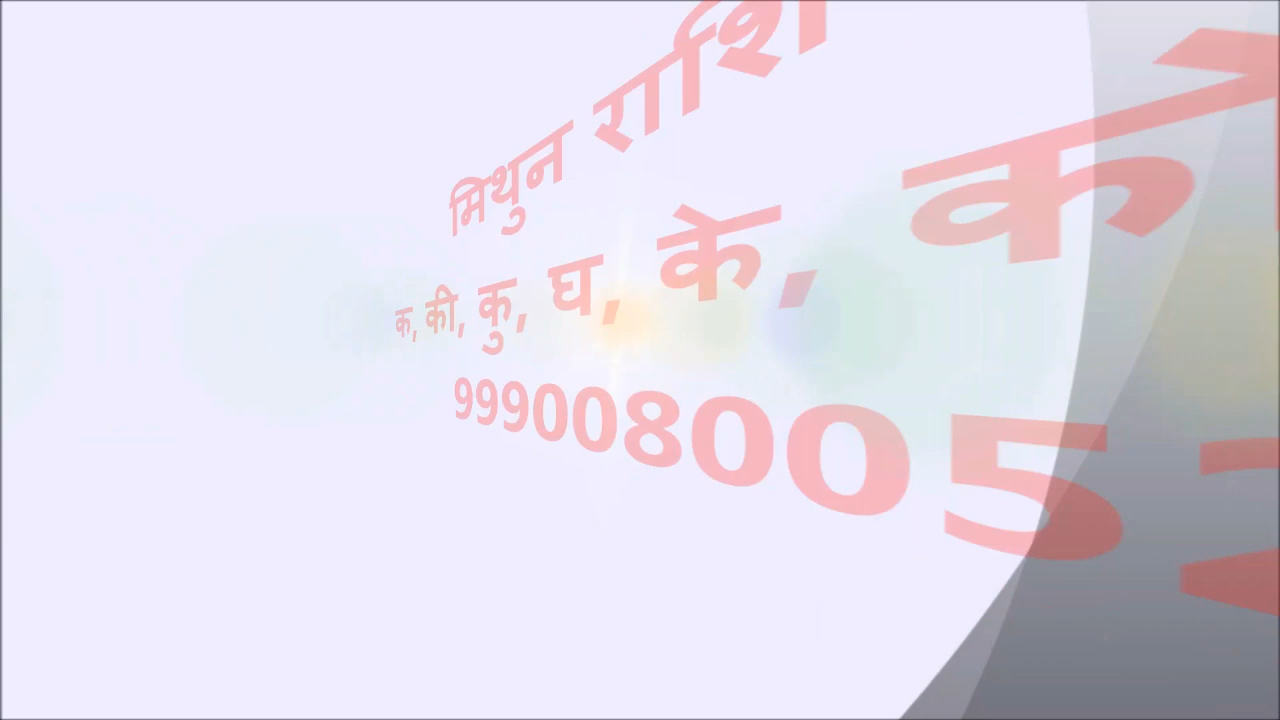 मिथुन राशि
क, की, कु, घ, के,
9990080052